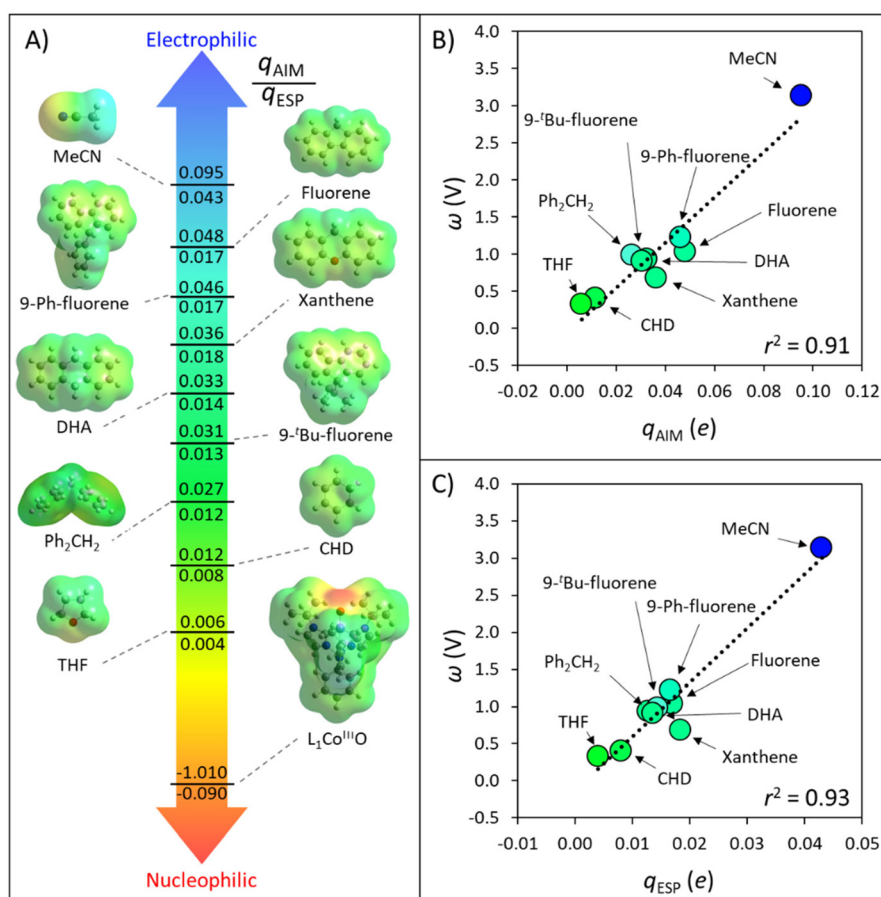 A)
Electrophilic
q_AIM
q_ESP
MeCN
0.095
0.043
Fluorene
0.048
0.017
9-Ph-fluorene
0.046
0.017
Xanthene
0.036
0.018
DHA
0.033
0.014
9-ᵗBu-fluorene
0.031
0.013
Ph₂CH₂
0.027
0.012
CHD
0.012
0.008
THF
0.006
0.004
L₁CoᴵᴵᴵO
-1.010
-0.090
Nucleophilic
B)
4.0
3.5
3.0
2.5
2.0
1.5
1.0
0.5
0.0
-0.5
ω (V)
MeCN
9-ᵗBu-fluorene
9-Ph-fluorene
Ph₂CH₂
Fluorene
THF
DHA
Xanthene
CHD
r² = 0.91
-0.02 0.00 0.02 0.04 0.06 0.08 0.10 0.12
q_AIM (e)
C)
4.0
3.5
3.0
2.5
2.0
1.5
1.0
0.5
0.0
-0.5
ω (V)
MeCN
9-ᵗBu-fluorene
9-Ph-fluorene
Ph₂CH₂
Fluorene
THF
DHA
Xanthene
CHD
r² = 0.93
-0.01 0.00 0.01 0.02 0.03 0.04 0.05
q_ESP (e)